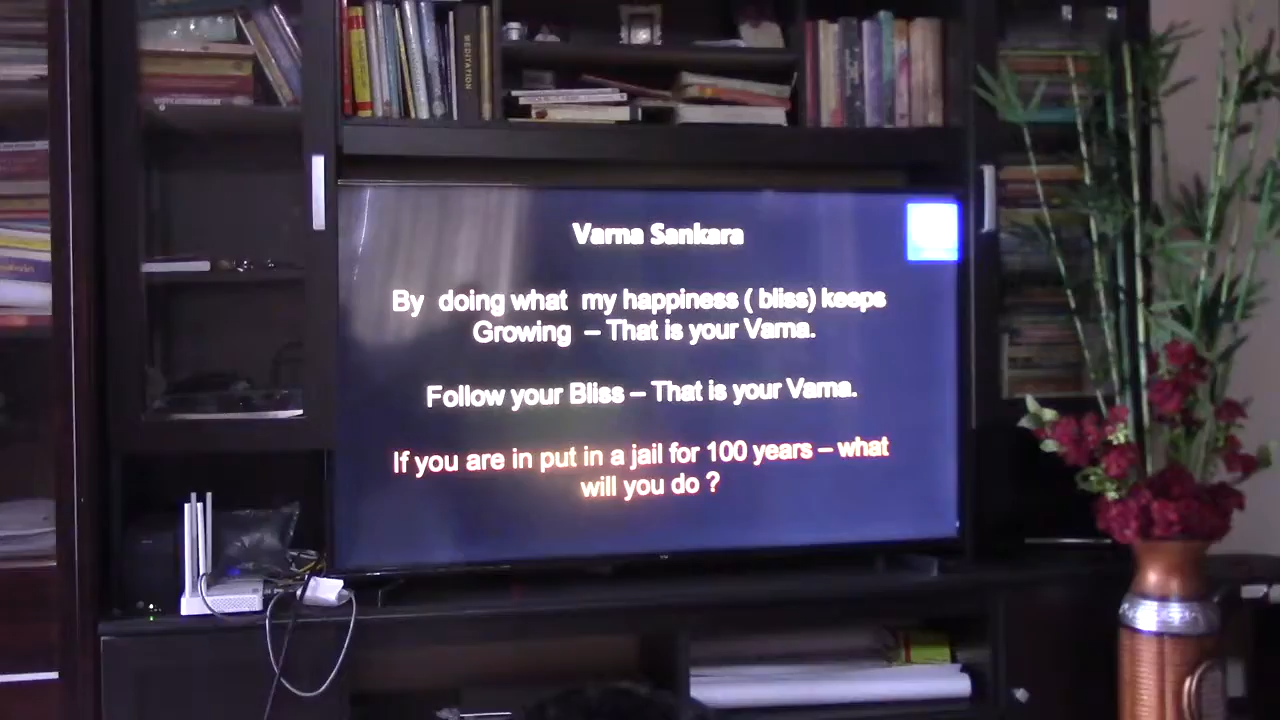 MEDITATION
Varna Sankara
By doing what my happiness ( bliss) keeps
Growing – That is your Varna.
Follow your Bliss – That is your Varna.
If you are in put in a jail for 100 years – what
will you do ?